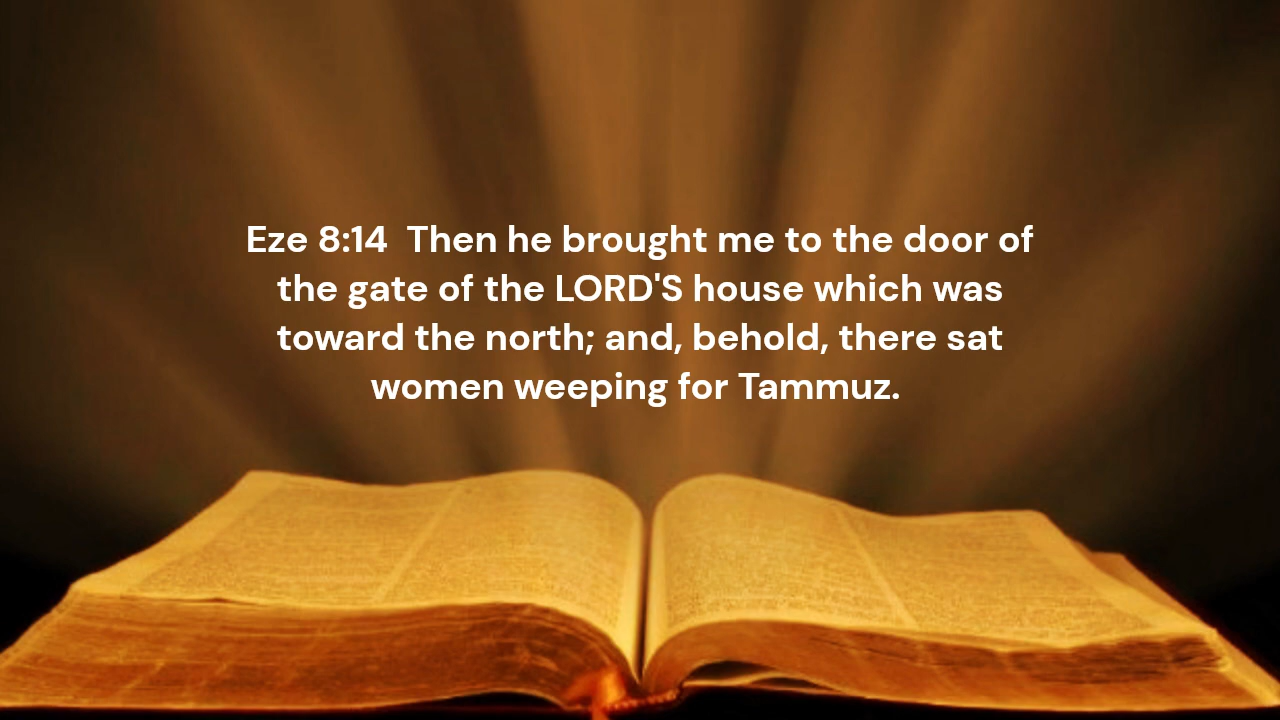 Eze 8:14  Then he brought me to the door of
the gate of the LORD'S house which was
toward the north; and, behold, there sat
women weeping for Tammuz.